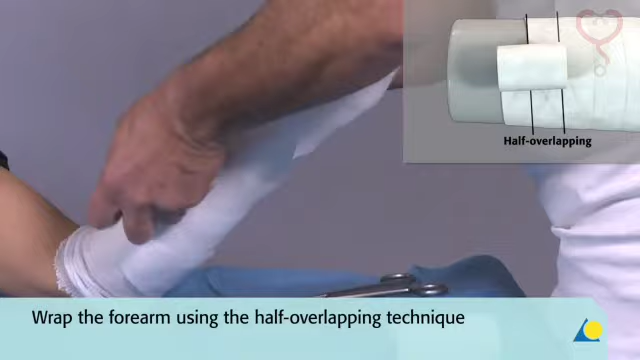 Half-overlapping
Wrap the forearm using the half-overlapping technique